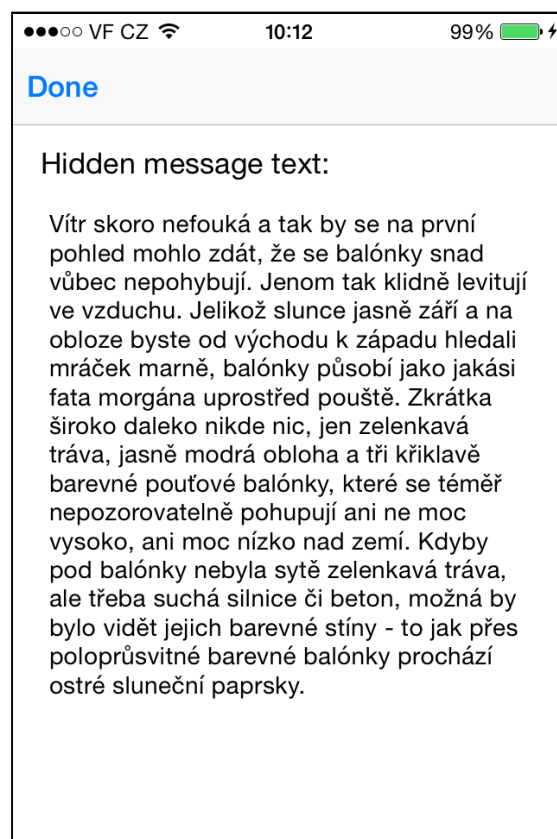 VF CZ 10:12 99%
Done
Hidden message text:
Vítr skoro nefouká a tak by se na první
pohled mohlo zdát, že se balónky snad
vůbec nepohybují. Jenom tak klidně levitují
ve vzduchu. Jelikož slunce jasně září a na
obloze byste od východu k západu hledali
mráček marně, balónky působí jako jakási
fata morgána uprostřed pouště. Zkrátka
široko daleko nikde nic, jen zelenkavá
tráva, jasně modrá obloha a tři křiklavě
barevné pouťové balónky, které se téměř
nepozorovatelně pohupují ani ne moc
vysoko, ani moc nízko nad zemí. Kdyby
pod balónky nebyla sytě zelenkavá tráva,
ale třeba suchá silnice či beton, možná by
bylo vidět jejich barevné stíny - to jak přes
poloprůsvitné barevné balónky prochází
ostré sluneční paprsky.